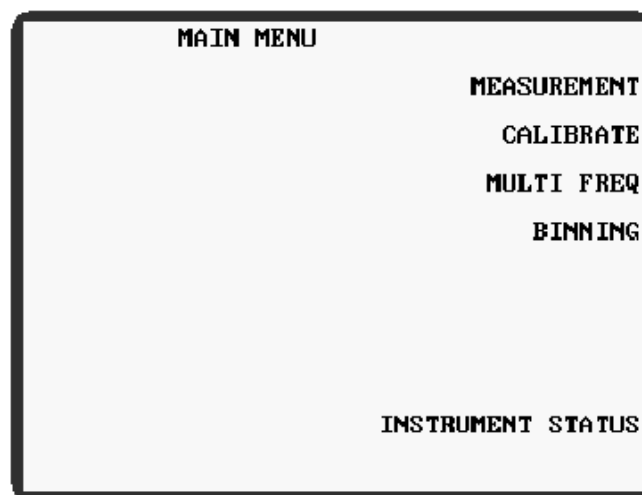 MAIN MENU
MEASUREMENT
CALIBRATE
MULTI FREQ
BINNING
INSTRUMENT STATUS